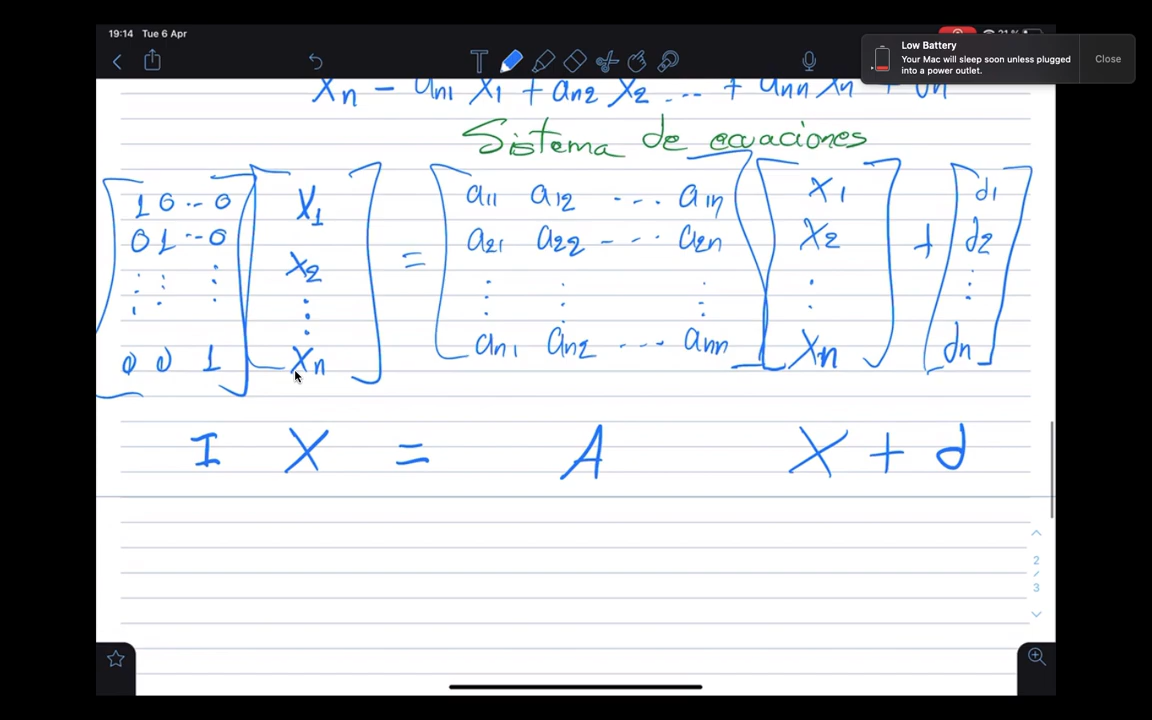 19:14 Tue 6 Apr
Low Battery
Your Mac will sleep soon unless plugged
into a power outlet.
Close
Xn = an1 X1 + an2 X2 ... + ann Xn + dn
Sistema de ecuaciones
1 0 .. 0 X1 a11 a12 ... a1n X1 d1
0 1 .. 0 X2 = a21 a22 - ... a2n X2 + d2
⋮ ⋮ ⋮ ⋮ ⋮ ⋮ ⋮ ⋮ ⋮
0 0 1 Xn an1 an2 ... ann Xn dn
I X = A X + d
2
/
3